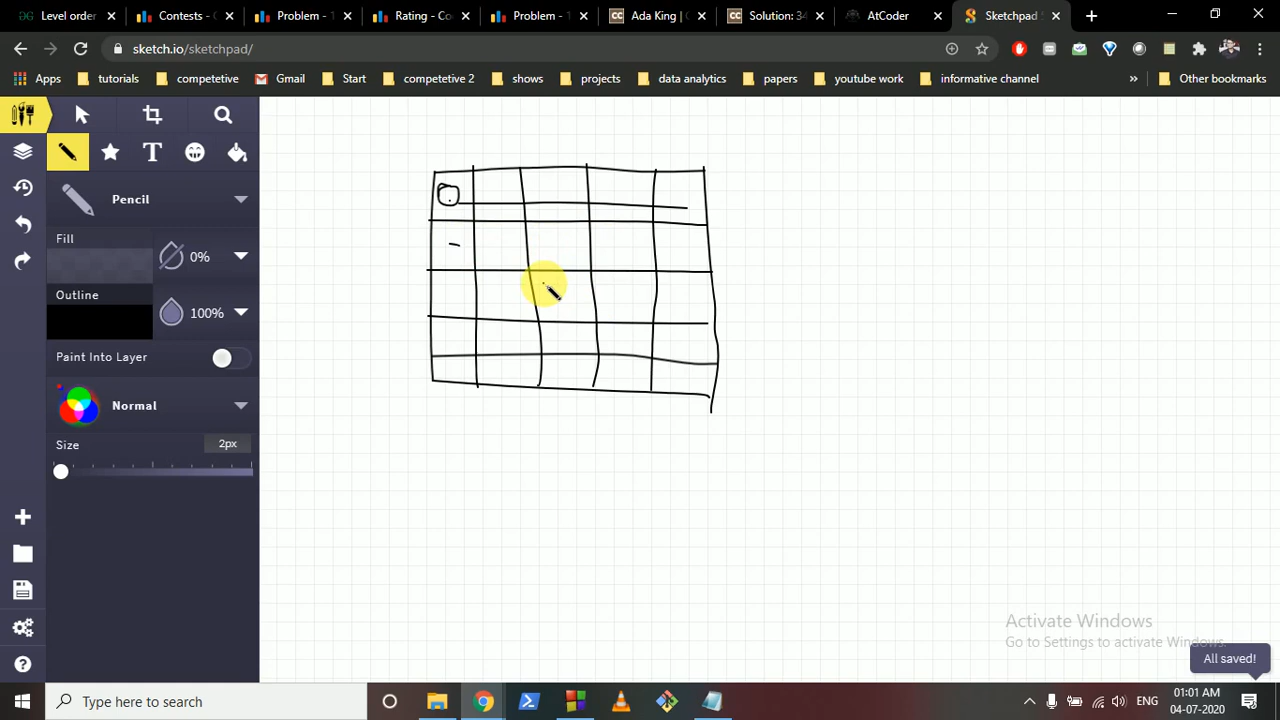 Level order
Contests - C
Problem - 1
Rating - Co
Problem - 1
Ada King | C
Solution: 34
AtCoder
Sketchpad
sketch.io/sketchpad/
Apps
tutorials
competetive
Gmail
Start
competetive 2
shows
projects
data analytics
papers
youtube work
informative channel
»
Other bookmarks
Pencil
Fill
0%
Outline
100%
Paint Into Layer
Normal
Size
2px
Activate Windows
Go to Settings to activate Windows.
All saved!
Type here to search
ENG
01:01 AM
04-07-2020